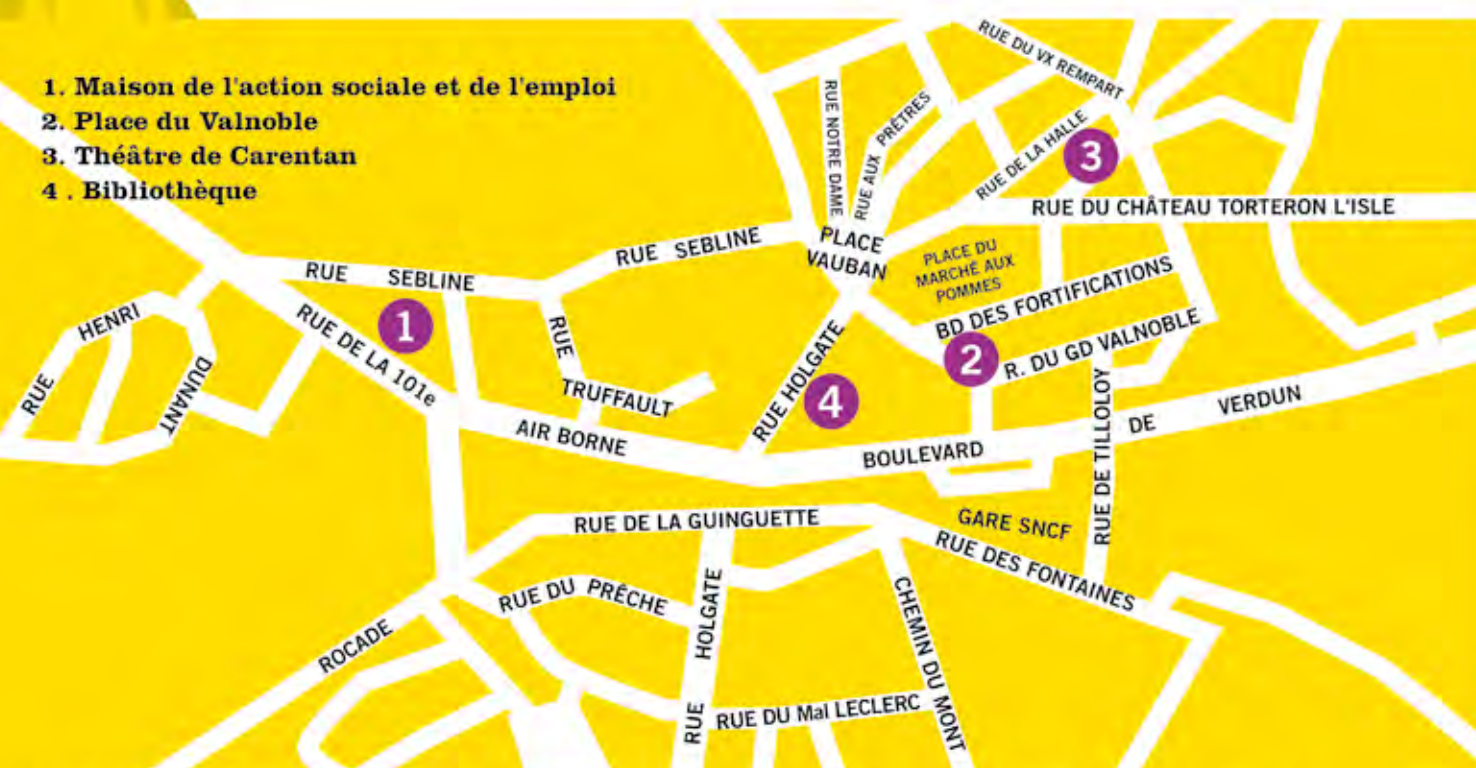 1. Maison de l'action sociale et de l'emploi
2. Place du Valnoble
3. Théâtre de Carentan
4 . Bibliothèque
RUE DU VX REMPART
RUE NOTRE DAME
RUE AUX PRÊTRES
RUE DE LA HALLE
3
RUE DU CHÂTEAU TORTERON L'ISLE
PLACE
VAUBAN
RUE SEBLINE
PLACE DU
MARCHÉ AUX
POMMES
RUE SEBLINE
BD DES FORTIFICATIONS
1
RUE HENRI DUNANT
RUE DE LA 101e AIR BORNE
RUE TRUFFAULT
RUE HOLGATE
4
2
R. DU GD VALNOBLE
BOULEVARD DE VERDUN
RUE DE TILLOLOY
RUE DE LA GUINGUETTE
GARE SNCF
RUE DES FONTAINES
RUE DU PRÊCHE
RUE HOLGATE
CHEMIN DU MONT
ROCADE
RUE DU Mal LECLERC